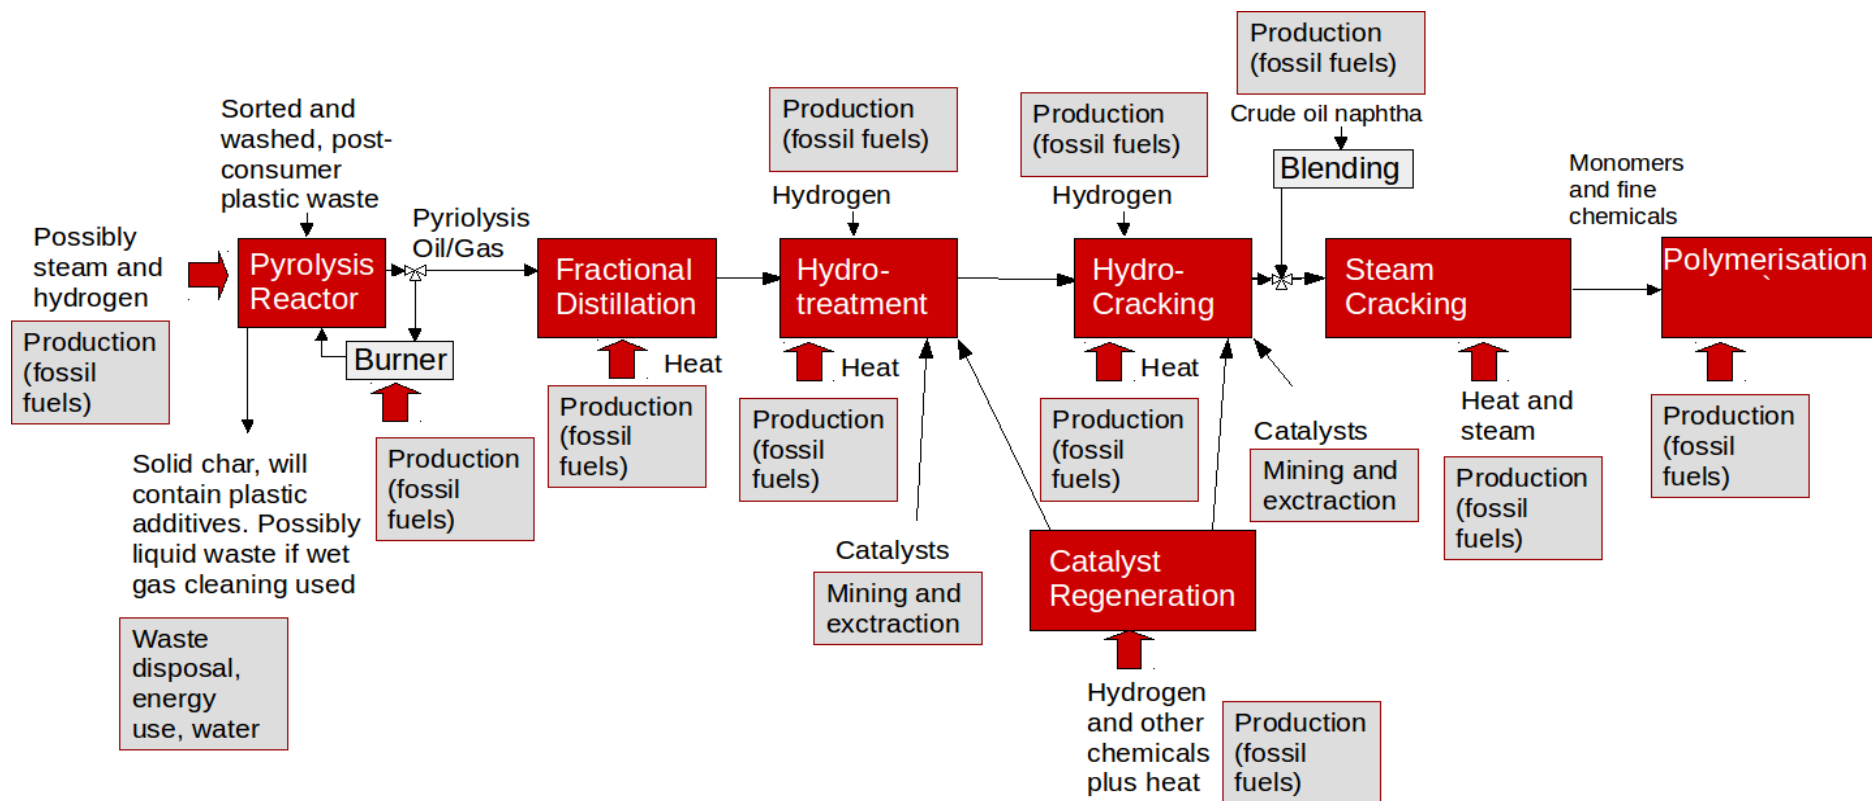 Production
(fossil fuels)
Crude oil naphtha
Blending
Production
(fossil fuels)
Hydrogen
Production
(fossil fuels)
Hydrogen
Sorted and
washed, post-
consumer
plastic waste
Pyriolysis
Oil/Gas
Monomers
and fine
chemicals
Possibly
steam and
hydrogen
Production
(fossil
fuels)
Pyrolysis
Reactor
Burner
Production
(fossil
fuels)
Fractional
Distillation
Heat
Production
(fossil
fuels)
Hydro-
treatment
Heat
Production
(fossil
fuels)
Hydro-
Cracking
Heat
Production
(fossil
fuels)
Steam
Cracking
Heat and
steam
Production
(fossil
fuels)
Polymerisation
`
Production
(fossil
fuels)
Solid char, will
contain plastic
additives. Possibly
liquid waste if wet
gas cleaning used
Waste
disposal,
energy
use, water
Catalysts
Mining and
exctraction
Catalysts
Mining and
exctraction
Catalyst
Regeneration
Hydrogen
and other
chemicals
plus heat
Production
(fossil
fuels)